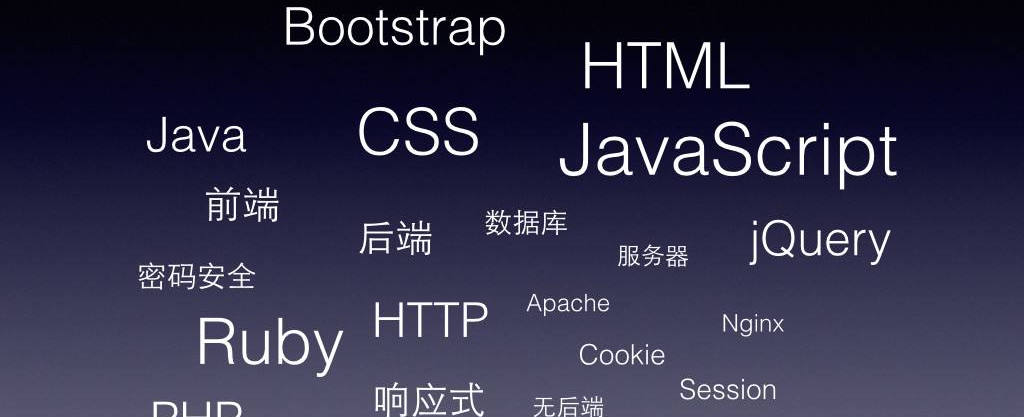 Bootstrap
HTML
Java
CSS
JavaScript
前端
后端
数据库
服务器
jQuery
密码安全
HTTP
Apache
Nginx
Ruby
Cookie
Session
PHP
响应式
无后端